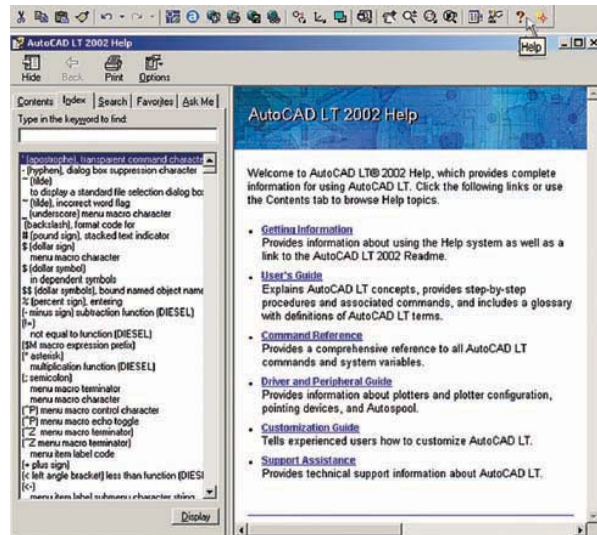 AutoCAD LT 2002 Help
Help
Hide Back Print Options
Contents Index Search Favorites Ask Me
Type in the keyword to find:
' (apostrophe), transparent command characte
- (hyphen), dialog box suppression character
~ (tilde)
to display a standard file selection dialog box
~ (tilde), incorrect word flag
_ (underscore) menu macro character
\ (backslash), formal code for
# (pound sign), stacked text indicator
$ (dollar sign)
menu macro character
$ (dollar symbol)
in dependent symbols
$$ (dollar symbols), bound named object name
% (percent sign), entering
(- minus sign) subtraction function (DIESEL)
(!=)
not equal to function (DIESEL)
($M macro expression prefix)
(* asterisk)
multiplication function (DIESEL)
(; semicolon)
menu macro terminator
menu macro character
(^P) menu macro control character
(^P) menu macro echo toggle
(^Z menu macro terminator)
(^Z menu macro terminator)
menu item label code
(+ plus sign)
(< left angle bracket) less than function (DIESI
(<-)
menu item label submenu character string
Display
AutoCAD LT 2002 Help
Welcome to AutoCAD LT® 2002 Help, which provides complete
information for using AutoCAD LT. Click the following links or use
the Contents tab to browse Help topics.
• Getting Information
Provides information about using the Help system as well as a
link to the AutoCAD LT 2002 Readme.
• User's Guide
Explains AutoCAD LT concepts, provides step-by-step
procedures and associated commands, and includes a glossary
with definitions of AutoCAD LT terms.
• Command Reference
Provides a comprehensive reference to all AutoCAD LT
commands and system variables.
• Driver and Peripheral Guide
Provides information about plotters and plotter configuration,
pointing devices, and Autospool.
• Customization Guide
Tells experienced users how to customize AutoCAD LT.
• Support Assistance
Provides technical support information about AutoCAD LT.